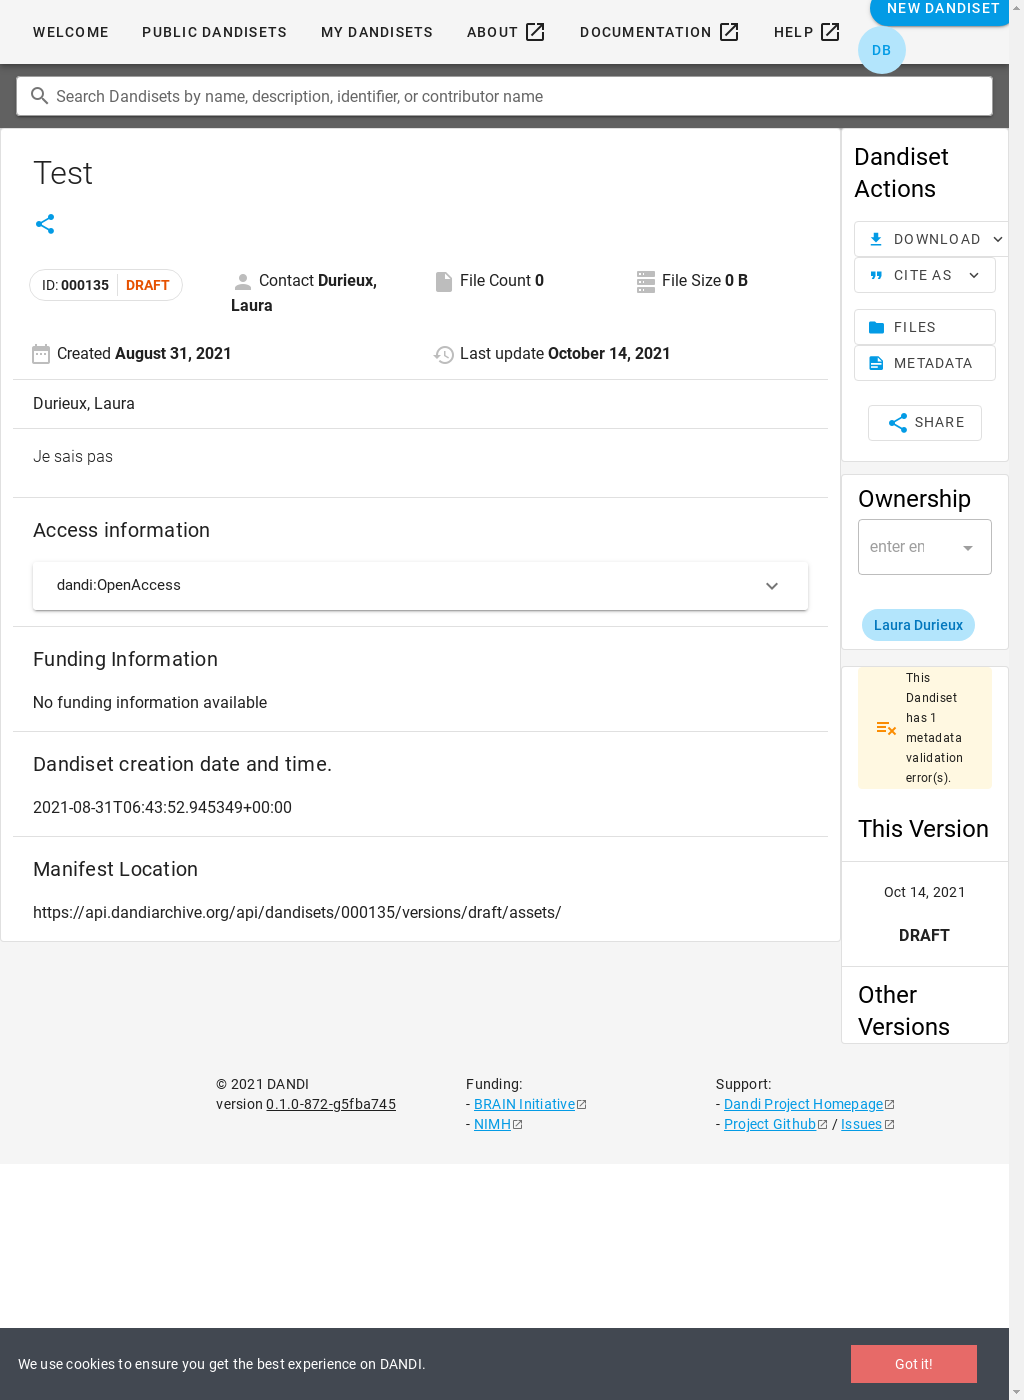 WELCOME
PUBLIC DANDISETS
MY DANDISETS
ABOUT
DOCUMENTATION
HELP
NEW DANDISET
DB
Search Dandisets by name, description, identifier, or contributor name
Test
ID: 000135 DRAFT
Contact Durieux,
Laura
File Count 0
File Size 0 B
Created August 31, 2021
Last update October 14, 2021
Durieux, Laura
Je sais pas
Access information
dandi:OpenAccess
Funding Information
No funding information available
Dandiset creation date and time.
2021-08-31T06:43:52.945349+00:00
Manifest Location
https://api.dandiarchive.org/api/dandisets/000135/versions/draft/assets/
Dandiset
Actions
DOWNLOAD
CITE AS
FILES
METADATA
SHARE
Ownership
enter en
Laura Durieux
This
Dandiset
has 1
metadata
validation
error(s).
This Version
Oct 14, 2021
DRAFT
Other
Versions
© 2021 DANDI
version 0.1.0-872-g5fba745
Funding:
- BRAIN Initiative
- NIMH
Support:
- Dandi Project Homepage
- Project Github / Issues
We use cookies to ensure you get the best experience on DANDI.
Got it!